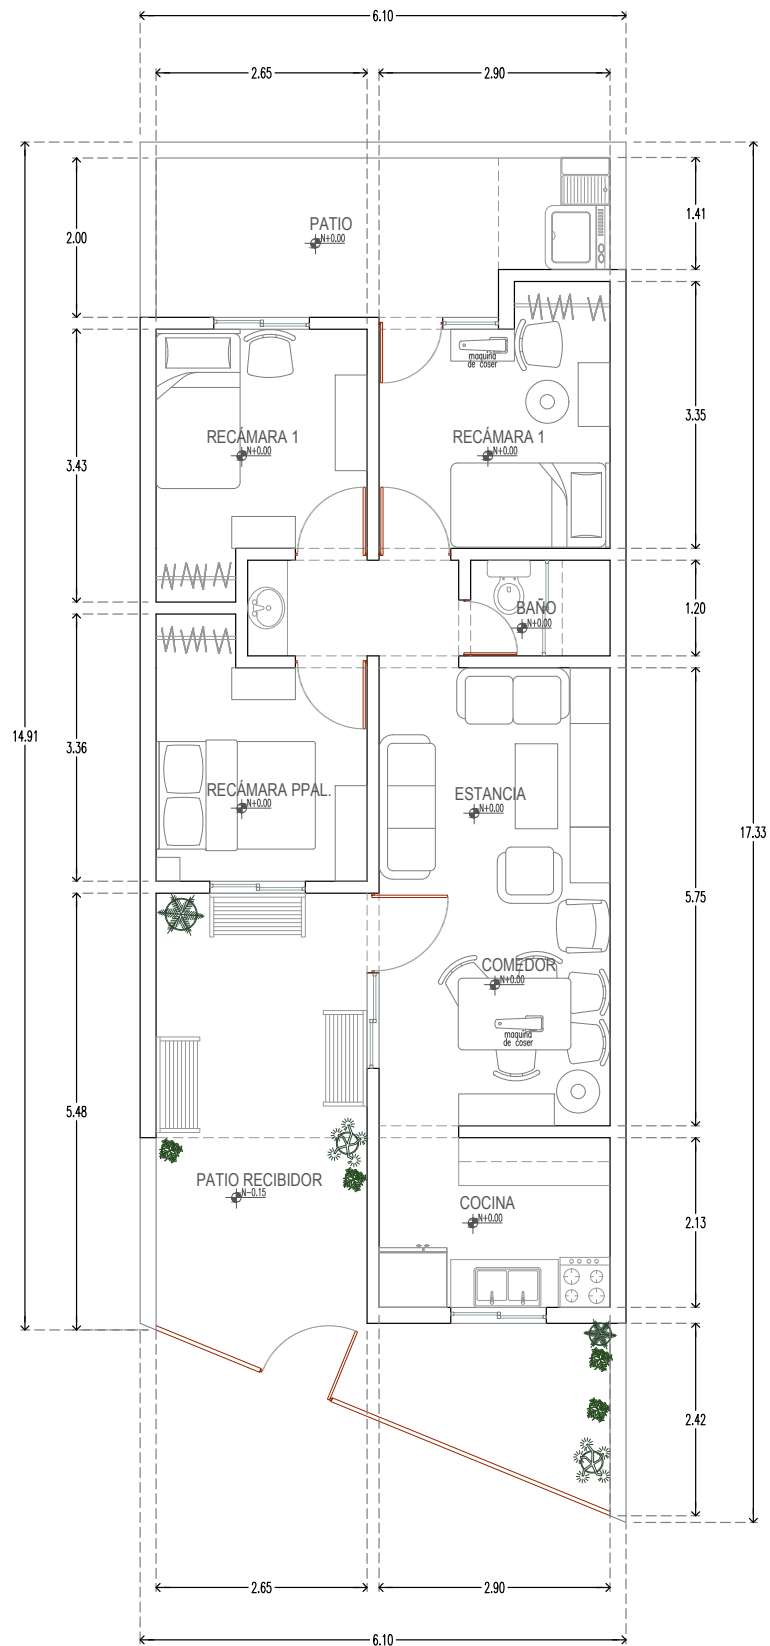 6.10
2.65
2.90
2.00
PATIO
N+0.00
1.41
RECÁMARA 1
N+0.00
maquina
de coser
RECÁMARA 1
N+0.00
3.43
3.35
BAÑO
N+0.00
1.20
14.91
3.36
RECÁMARA PPAL.
N+0.00
ESTANCIA
N+0.00
17.33
5.75
COMEDOR
N+0.00
maquina
de coser
5.48
PATIO RECIBIDOR
N-0.15
COCINA
N+0.00
2.13
2.42
2.65
2.90
6.10